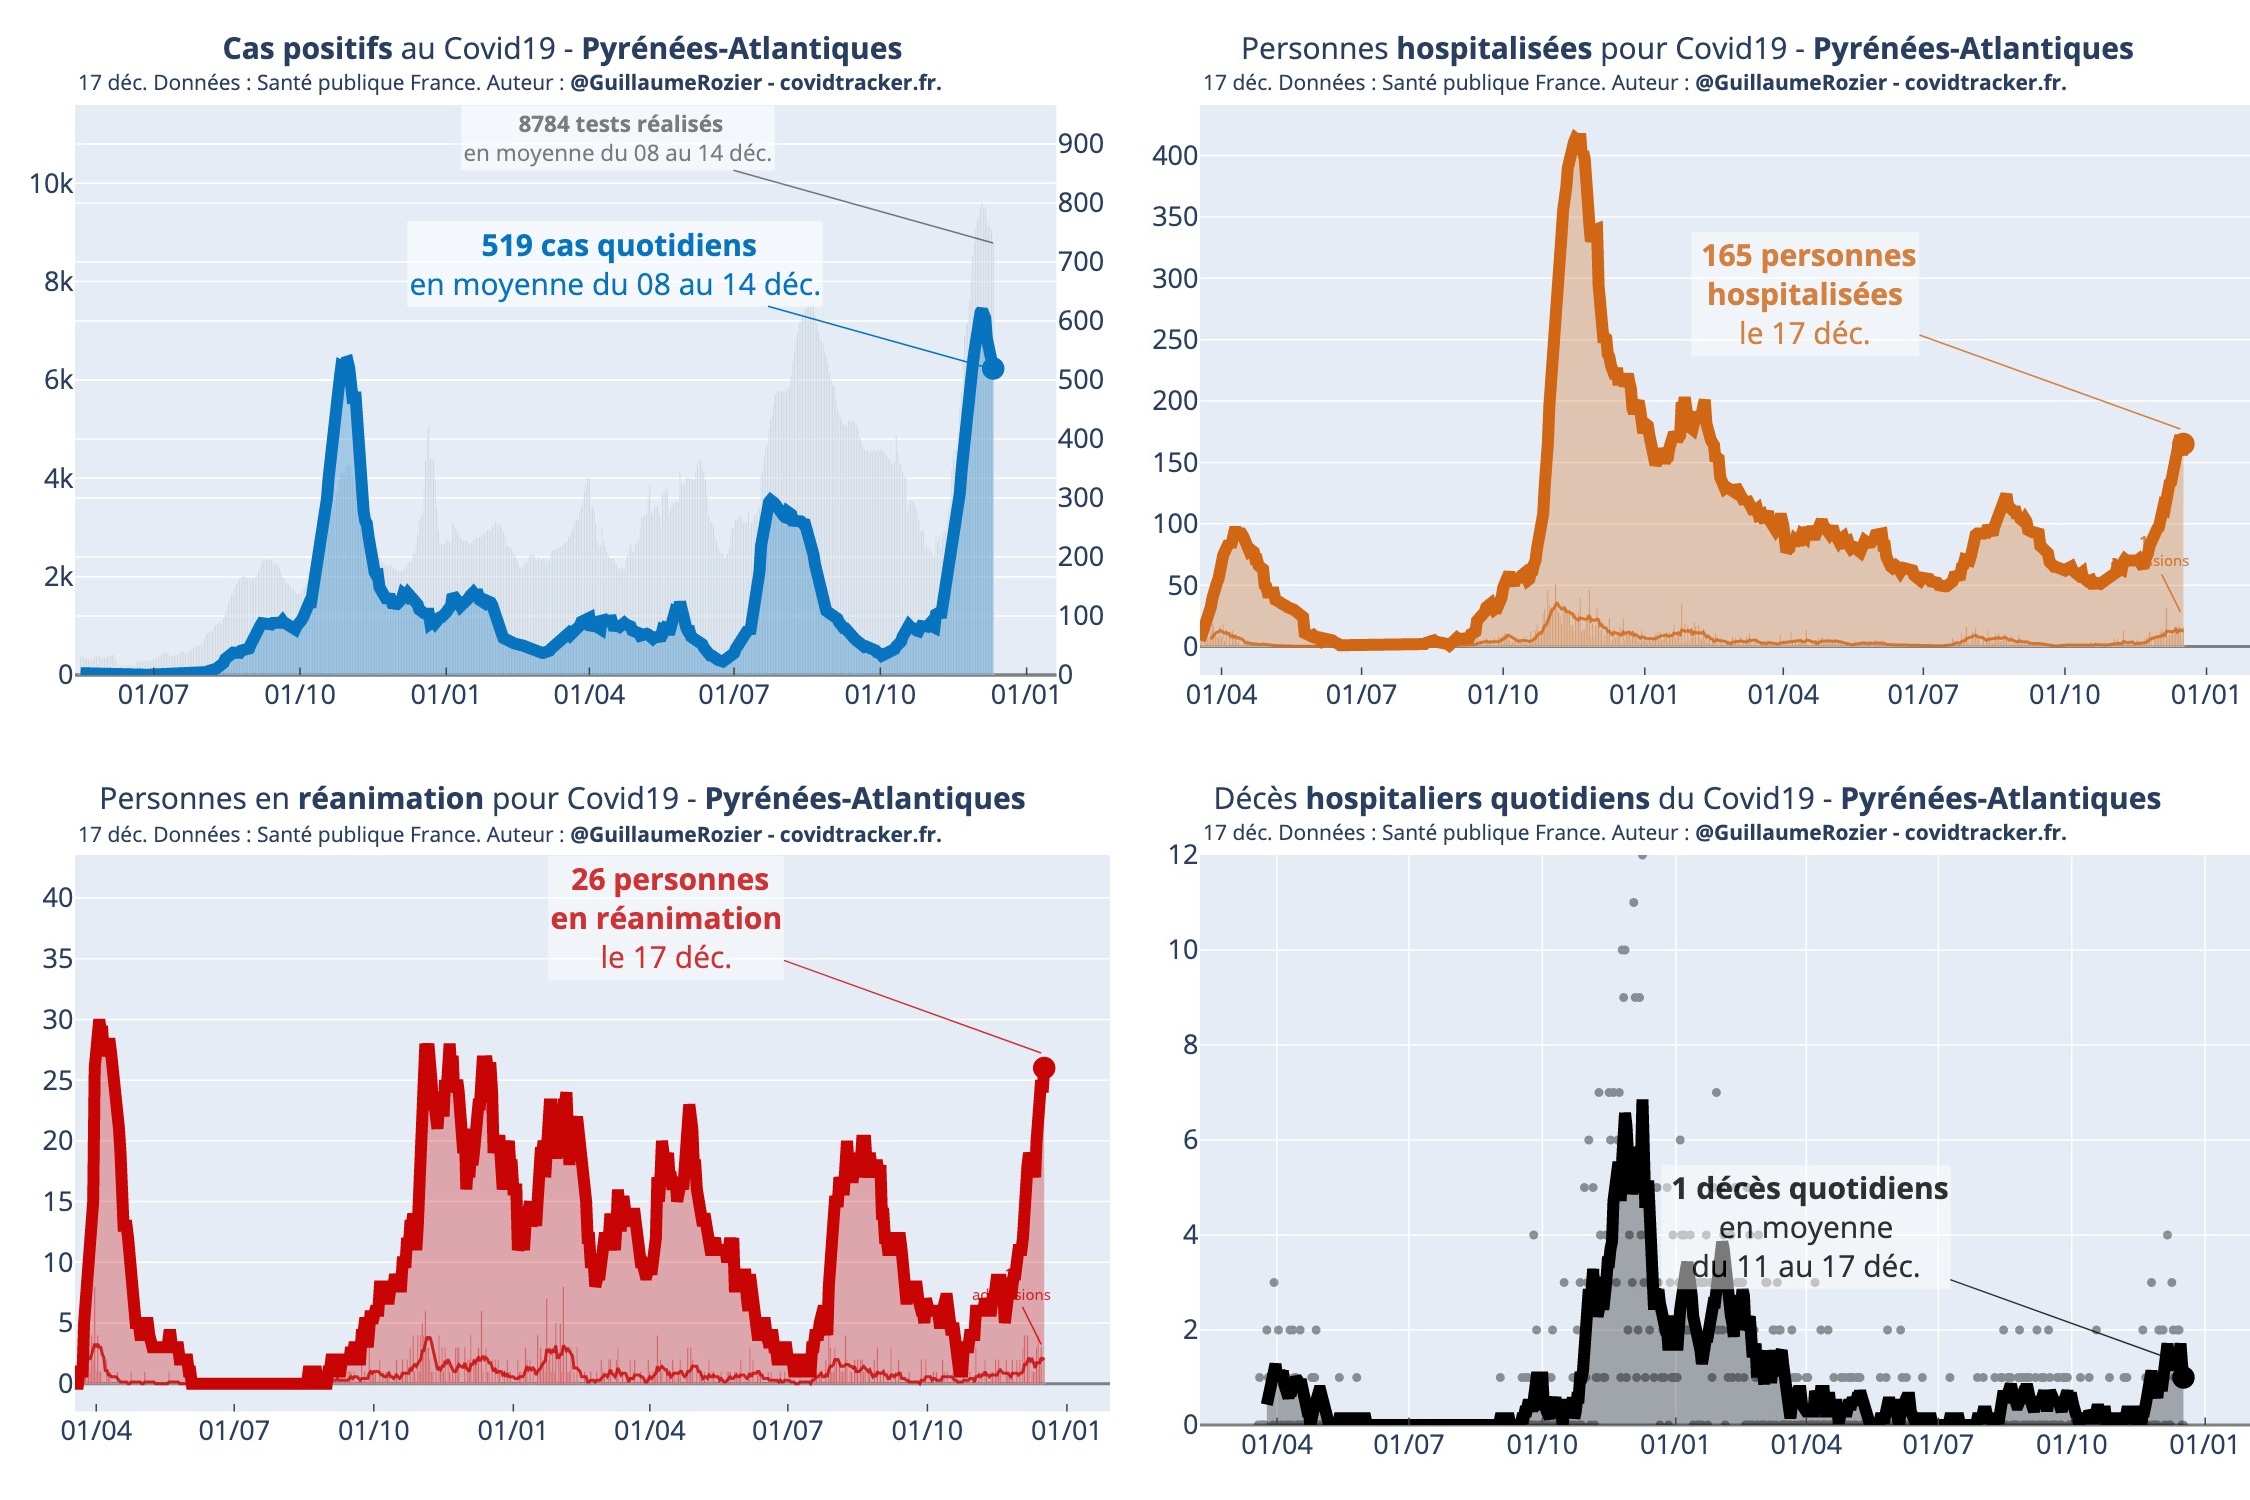 Cas positifs au Covid19 - Pyrénées-Atlantiques
17 déc. Données : Santé publique France. Auteur : @GuillaumeRozier - covidtracker.fr.
8784 tests réalisés
en moyenne du 08 au 14 déc.
519 cas quotidiens
en moyenne du 08 au 14 déc.
10k
8k
6k
4k
2k
0
900
800
700
600
500
400
300
200
100
0
01/07 01/10 01/01 01/04 01/07 01/10 01/01
Personnes hospitalisées pour Covid19 - Pyrénées-Atlantiques
17 déc. Données : Santé publique France. Auteur : @GuillaumeRozier - covidtracker.fr.
165 personnes
hospitalisées
le 17 déc.
400
350
300
250
200
150
100
50
0
01/04 01/07 01/10 01/01 01/04 01/07 01/10 01/01
Personnes en réanimation pour Covid19 - Pyrénées-Atlantiques
17 déc. Données : Santé publique France. Auteur : @GuillaumeRozier - covidtracker.fr.
26 personnes
en réanimation
le 17 déc.
40
35
30
25
20
15
10
5
0
01/04 01/07 01/10 01/01 01/04 01/07 01/10 01/01
Décès hospitaliers quotidiens du Covid19 - Pyrénées-Atlantiques
17 déc. Données : Santé publique France. Auteur : @GuillaumeRozier - covidtracker.fr.
1 décès quotidiens
en moyenne
du 11 au 17 déc.
12
10
8
6
4
2
0
01/04 01/07 01/10 01/01 01/04 01/07 01/10 01/01